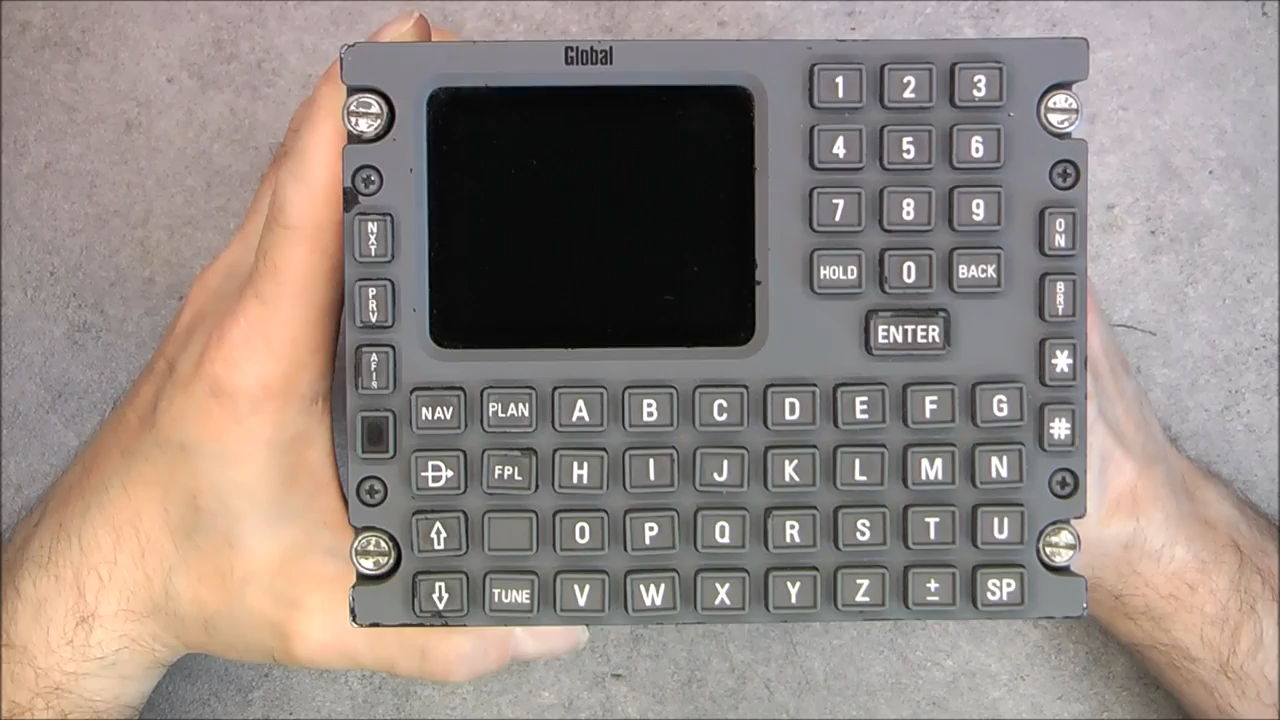 Global
1 2 3
4 5 6
7 8 9
HOLD 0 BACK
ENTER
NXT
PRV
AFIS
ON
BRT
*
#
NAV PLAN A B C D E F G
D FPL H I J K L M N
⇧ O P Q R S T U
⇩ TUNE V W X Y Z ± SP